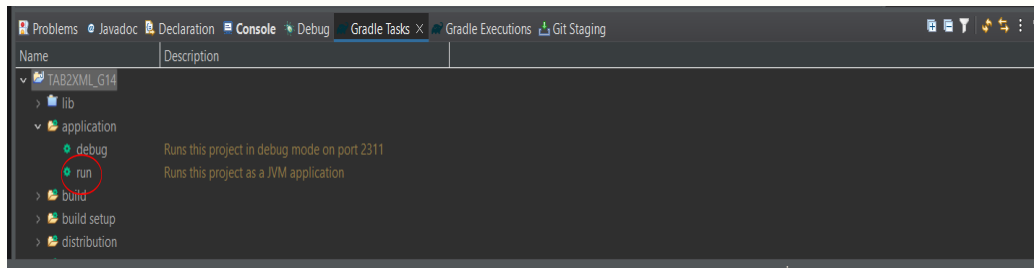 Problems Javadoc Declaration Console Debug Gradle Tasks Gradle Executions Git Staging
Name Description
TAB2XML_G14
lib
application
debug Runs this project in debug mode on port 2311
run Runs this project as a JVM application
build
build setup
distribution